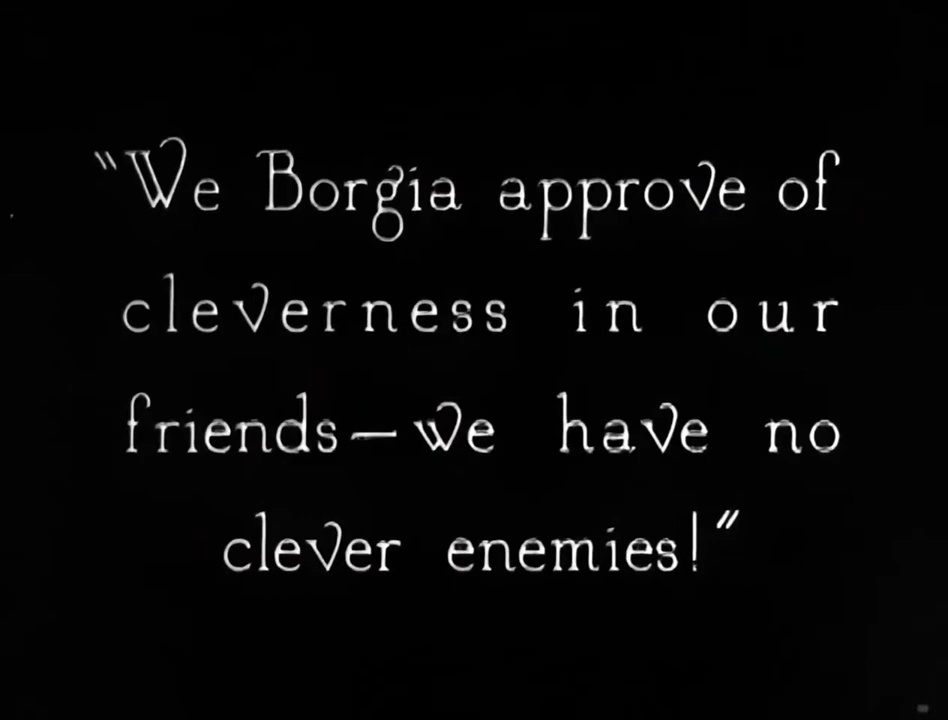 "We Borgia approve of
cleverness in our
friends—we have no
clever enemies!"